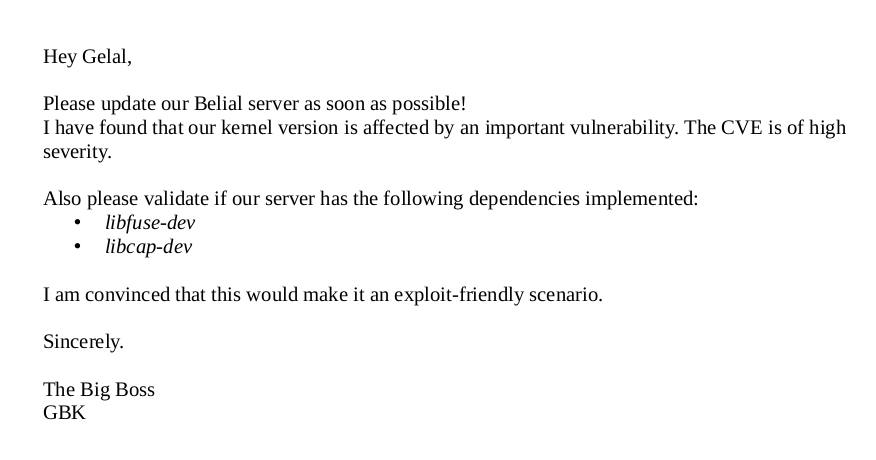 Hey Gelal,
Please update our Belial server as soon as possible!
I have found that our kernel version is affected by an important vulnerability. The CVE is of high
severity.
Also please validate if our server has the following dependencies implemented:
• libfuse-dev
• libcap-dev
I am convinced that this would make it an exploit-friendly scenario.
Sincerely.
The Big Boss
GBK